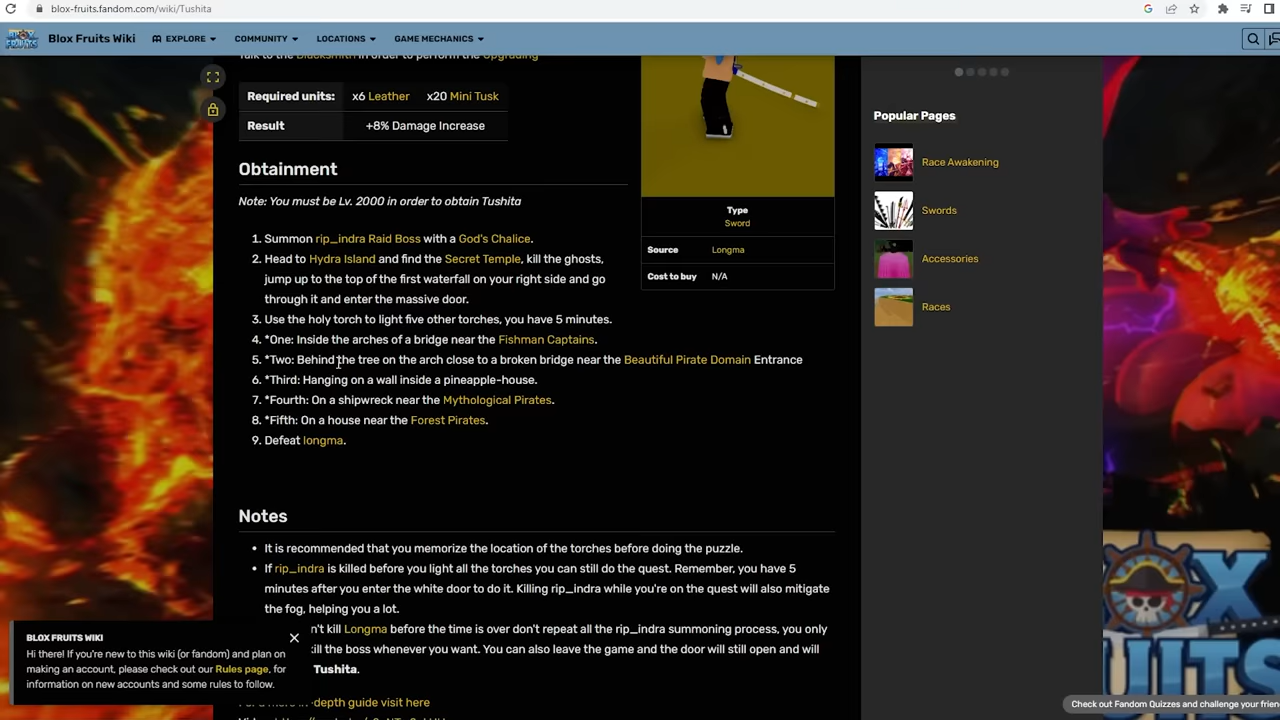 blox-fruits.fandom.com/wiki/Tushita
BLOX FRUITS
Blox Fruits Wiki
EXPLORE
COMMUNITY
LOCATIONS
GAME MECHANICS
Talk to the Blacksmith in order to perform the Upgrading
Required units: x6 Leather x20 Mini Tusk
Result +8% Damage Increase
Obtainment
Note: You must be Lv. 2000 in order to obtain Tushita
1. Summon rip_indra Raid Boss with a God's Chalice.
2. Head to Hydra Island and find the Secret Temple, kill the ghosts,
jump up to the top of the first waterfall on your right side and go
through it and enter the massive door.
3. Use the holy torch to light five other torches, you have 5 minutes.
4. *One: Inside the arches of a bridge near the Fishman Captains.
5. *Two: Behind the tree on the arch close to a broken bridge near the Beautiful Pirate Domain Entrance
6. *Third: Hanging on a wall inside a pineapple-house.
7. *Fourth: On a shipwreck near the Mythological Pirates.
8. *Fifth: On a house near the Forest Pirates.
9. Defeat longma.
Type
Sword
Source Longma
Cost to buy N/A
Popular Pages
Race Awakening
Swords
Accessories
Races
Notes
• It is recommended that you memorize the location of the torches before doing the puzzle.
• If rip_indra is killed before you light all the torches you can still do the quest. Remember, you have 5
minutes after you enter the white door to do it. Killing rip_indra while you're on the quest will also mitigate
the fog, helping you a lot.
n't kill Longma before the time is over don't repeat all the rip_indra summoning process, you only
kill the boss whenever you want. You can also leave the game and the door will still open and will
Tushita.
in-depth guide visit here
BLOX FRUITS WIKI
Hi there! If you're new to this wiki (or fandom) and plan on
making an account, please check out our Rules page, for
information on new accounts and some rules to follow.
Check out Fandom Quizzes and challenge your frien